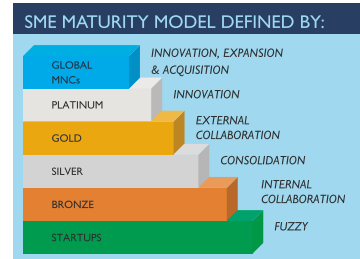 SME MATURITY MODEL DEFINED BY:
GLOBAL
MNCs
INNOVATION, EXPANSION
& ACQUISITION
PLATINUM
INNOVATION
GOLD
EXTERNAL
COLLABORATION
SILVER
CONSOLIDATION
BRONZE
INTERNAL
COLLABORATION
STARTUPS
FUZZY